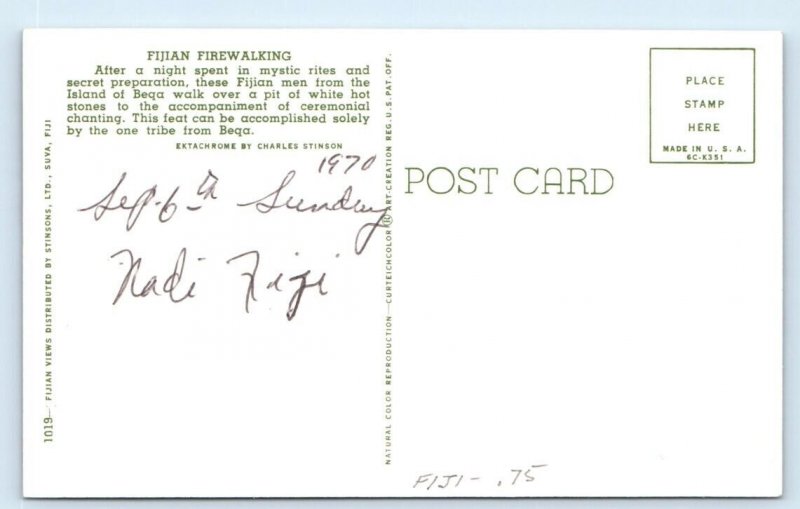 FIJIAN FIREWALKING
After a night spent in mystic rites and
secret preparation, these Fijian men from the
Island of Beqa walk over a pit of white hot
stones to the accompaniment of ceremonial
chanting. This feat can be accomplished solely
by the one tribe from Beqa.
EKTACHROME BY CHARLES STINSON
1970
Sep. 6th Sunday
Nadi Fiji
1019— FIJIAN VIEWS DISTRIBUTED BY STINSONS, LTD., SUVA, FIJI
NATURAL COLOR REPRODUCTION—CURTEICHCOLOR® ART-CREATION REG. U.S. PAT. OFF.
POST CARD
PLACE
STAMP
HERE
MADE IN U. S. A.
6C-K351
FIJI - .75